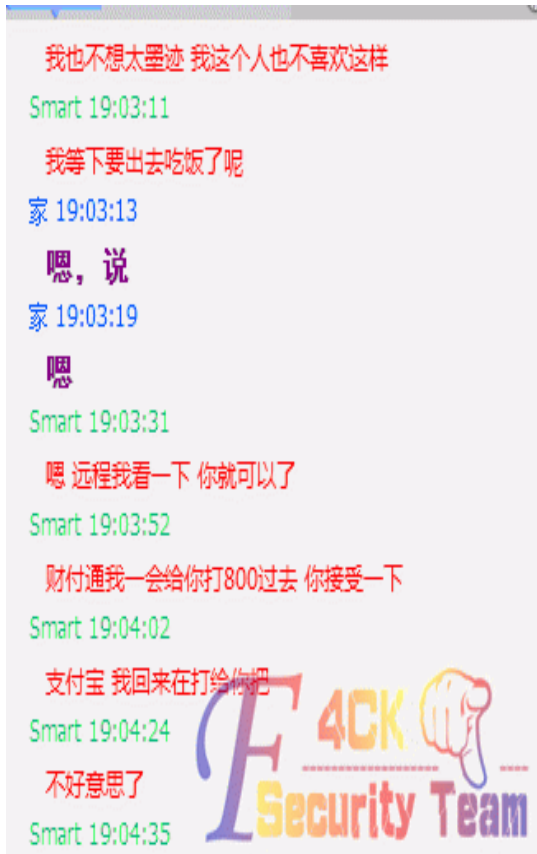 我也不想太墨迹 我这个人也不喜欢这样
Smart 19:03:11
我等下要出去吃饭了呢
家 19:03:13
嗯，说
家 19:03:19
嗯
Smart 19:03:31
嗯 远程我看一下 你就可以了
Smart 19:03:52
财付通我一会给你打800过去 你接受一下
Smart 19:04:02
支付宝 我回来在打给你把
Smart 19:04:24
不好意思了
Smart 19:04:35
F4CK
Security Team